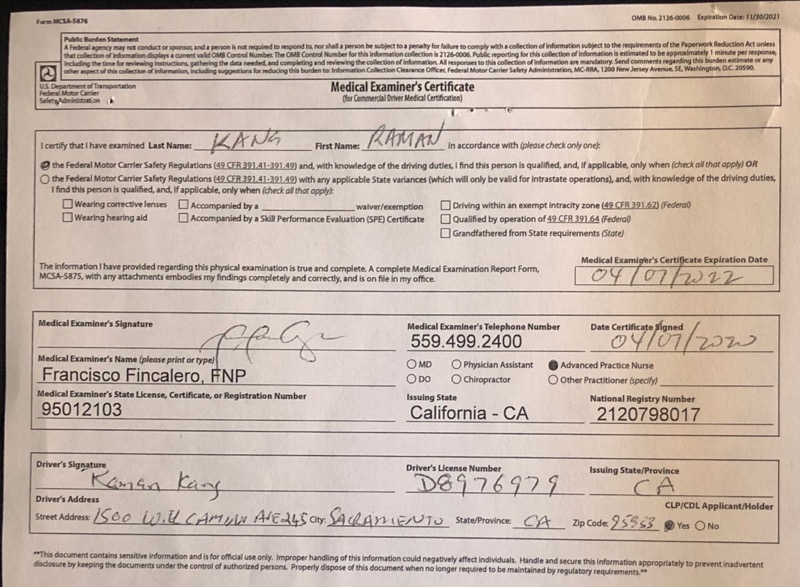 Form MCSA-5876
OMB No. 2126-0006 Expiration Date: 11/30/2021
Public Burden Statement
A Federal agency may not conduct or sponsor, and a person is not required to respond to, nor shall a person be subject to a penalty for failure to comply with a collection of information subject to the requirements of the Paperwork Reduction Act unless
that collection of information displays a current valid OMB Control Number. The OMB Control Number for this information collection is 2126-0006. Public reporting for this collection of information is estimated to be approximately 1 minute per response,
including the time for reviewing instructions, gathering the data needed, and completing and reviewing the collection of information. All responses to this collection of information are mandatory. Send comments regarding this burden estimate or any
other aspect of this collection of information, including suggestions for reducing this burden to: Information Collection Clearance Officer, Federal Motor Carrier Safety Administration, MC-RRA, 1200 New Jersey Avenue, SE, Washington, D.C. 20590.
U.S. Department of Transportation
Federal Motor Carrier
Safety Administration
Medical Examiner's Certificate
(for Commercial Driver Medical Certification)
I certify that I have examined Last Name: KANG First Name: RAMAN in accordance with (please check only one):
the Federal Motor Carrier Safety Regulations (49 CFR 391.41-391.49) and, with knowledge of the driving duties, I find this person is qualified, and, if applicable, only when (check all that apply) OR
the Federal Motor Carrier Safety Regulations (49 CFR 391.41-391.49) with any applicable State variances (which will only be valid for intrastate operations), and, with knowledge of the driving duties,
I find this person is qualified, and, if applicable, only when (check all that apply):
Wearing corrective lenses Accompanied by a waiver/exemption Driving within an exempt intracity zone (49 CFR 391.62) (Federal)
Wearing hearing aid Accompanied by a Skill Performance Evaluation (SPE) Certificate Qualified by operation of 49 CFR 391.64 (Federal)
Grandfathered from State requirements (State)
The information I have provided regarding this physical examination is true and complete. A complete Medical Examination Report Form,
MCSA-5875, with any attachments embodies my findings completely and correctly, and is on file in my office.
Medical Examiner's Certificate Expiration Date
04/07/2022
Medical Examiner's Signature
Medical Examiner's Telephone Number
559.499.2400
Date Certificate Signed
04/07/2020
Medical Examiner's Name (please print or type)
Francisco Fincalero, FNP
MD Physician Assistant Advanced Practice Nurse
DO Chiropractor Other Practitioner (specify)
Medical Examiner's State License, Certificate, or Registration Number
95012103
Issuing State
California - CA
National Registry Number
2120798017
Driver's Signature
Raman Kang
Driver's License Number
D8976979
Issuing State/Province
CA
Driver's Address
CLP/CDL Applicant/Holder
Street Address: 1500 W.El CAMINO AVE 245 City: SACRAMENTO State/Province: CA Zip Code: 95833 Yes No
**This document contains sensitive information and is for official use only. Improper handling of this information could negatively affect individuals. Handle and secure this information appropriately to prevent inadvertent
disclosure by keeping the documents under the control of authorized persons. Properly dispose of this document when no longer required to be maintained by regulatory requirements.**